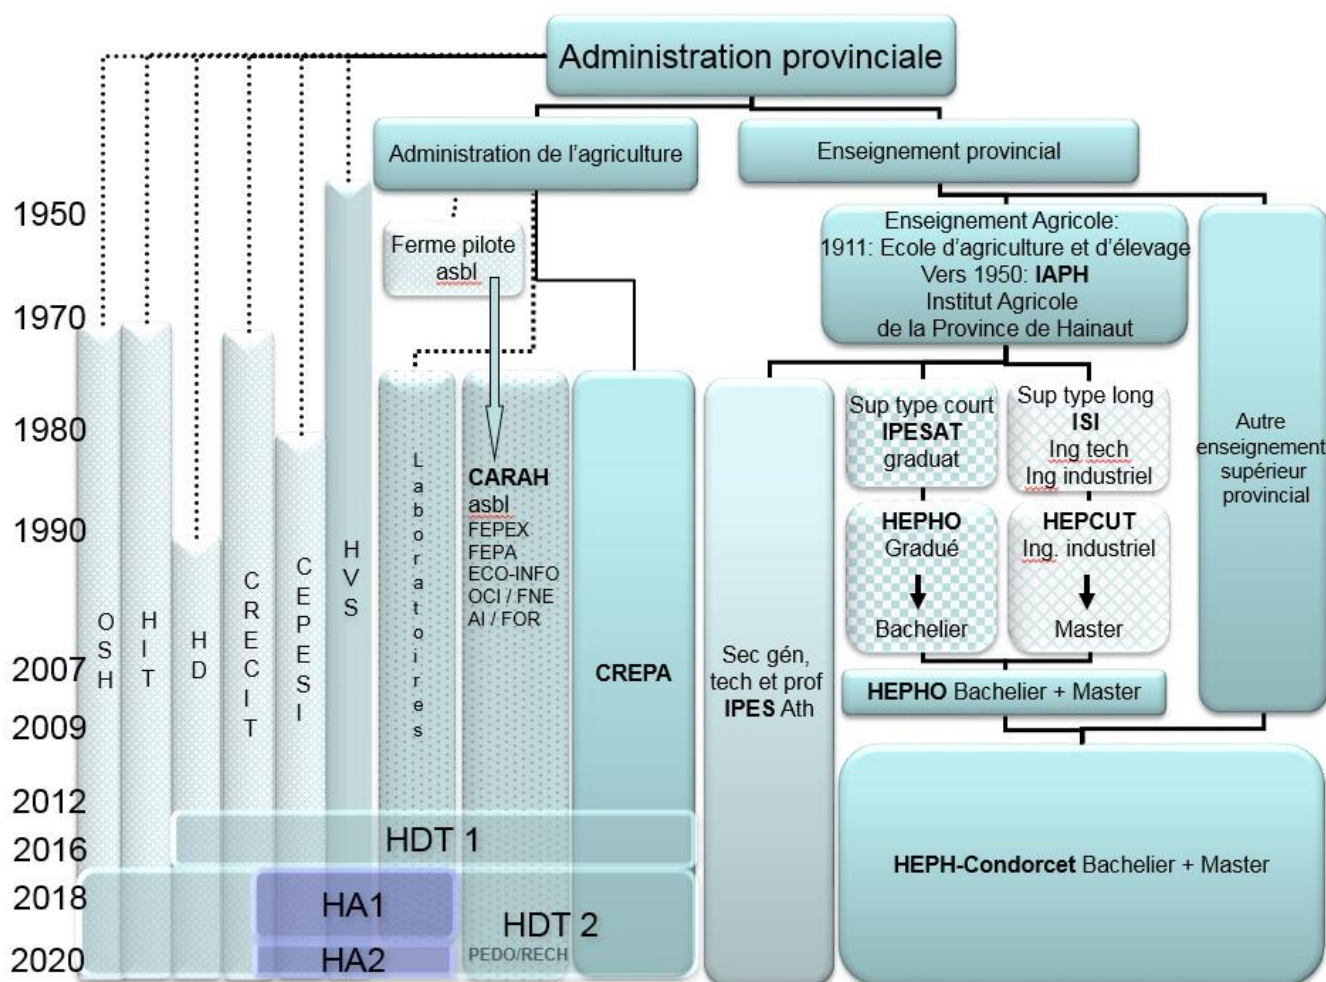 Administration provinciale
Administration de l'agriculture
Enseignement provincial
1950
1970
1980
1990
2007
2009
2012
2016
2018
2020
Ferme pilote
asbl
Enseignement Agricole:
1911: Ecole d'agriculture et d'élevage
Vers 1950: IAPH
Institut Agricole
de la Province de Hainaut
OSH
HIT
HD
CRECIT
CEPESI
HVS
Laboratoires
CARAH
asbl
FEPEX
FEPA
ECO-INFO
OCI / FNE
AI / FOR
CREPA
Sec gén,
tech et prof
IPES Ath
Sup type court
IPESAT
graduat
Sup type long
ISI
Ing tech
Ing industriel
HEPHO
Gradué
Bachelier
HEPCUT
Ing. industriel
Master
Autre
enseignement
supérieur
provincial
HEPHO Bachelier + Master
HEPH-Condorcet Bachelier + Master
HDT 1
HA1
HDT 2
HA2
PEDO/RECH